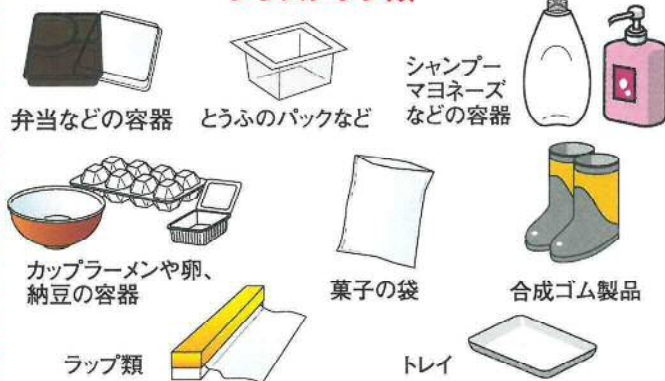 弁当などの容器
とうふのパックなど
シャンプー
マヨネーズ
などの容器
カップラーメンや卵、
納豆の容器
菓子の袋
合成ゴム製品
ラップ類
トレイ